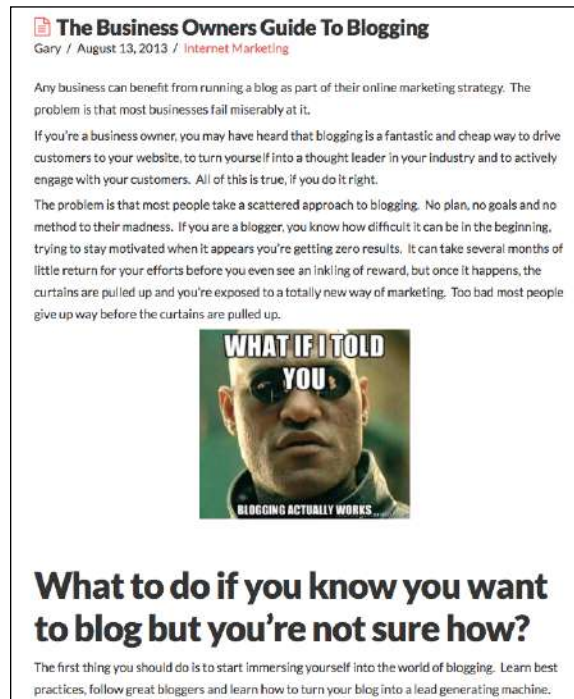 The Business Owners Guide To Blogging
Gary / August 13, 2013 / Internet Marketing
Any business can benefit from running a blog as part of their online marketing strategy. The
problem is that most businesses fail miserably at it.
If you're a business owner, you may have heard that blogging is a fantastic and cheap way to drive
customers to your website, to turn yourself into a thought leader in your industry and to actively
engage with your customers. All of this is true, if you do it right.
The problem is that most people take a scattered approach to blogging. No plan, no goals and no
method to their madness. If you are a blogger, you know how difficult it can be in the beginning,
trying to stay motivated when it appears you're getting zero results. It can take several months of
little return for your efforts before you even see an inkling of reward, but once it happens, the
curtains are pulled up and you're exposed to a totally new way of marketing. Too bad most people
give up way before the curtains are pulled up.
WHAT IF I TOLD
YOU
BLOGGING ACTUALLY WORKS
What to do if you know you want
to blog but you're not sure how?
The first thing you should do is to start immersing yourself into the world of blogging. Learn best
practices, follow great bloggers and learn how to turn your blog into a lead generating machine.